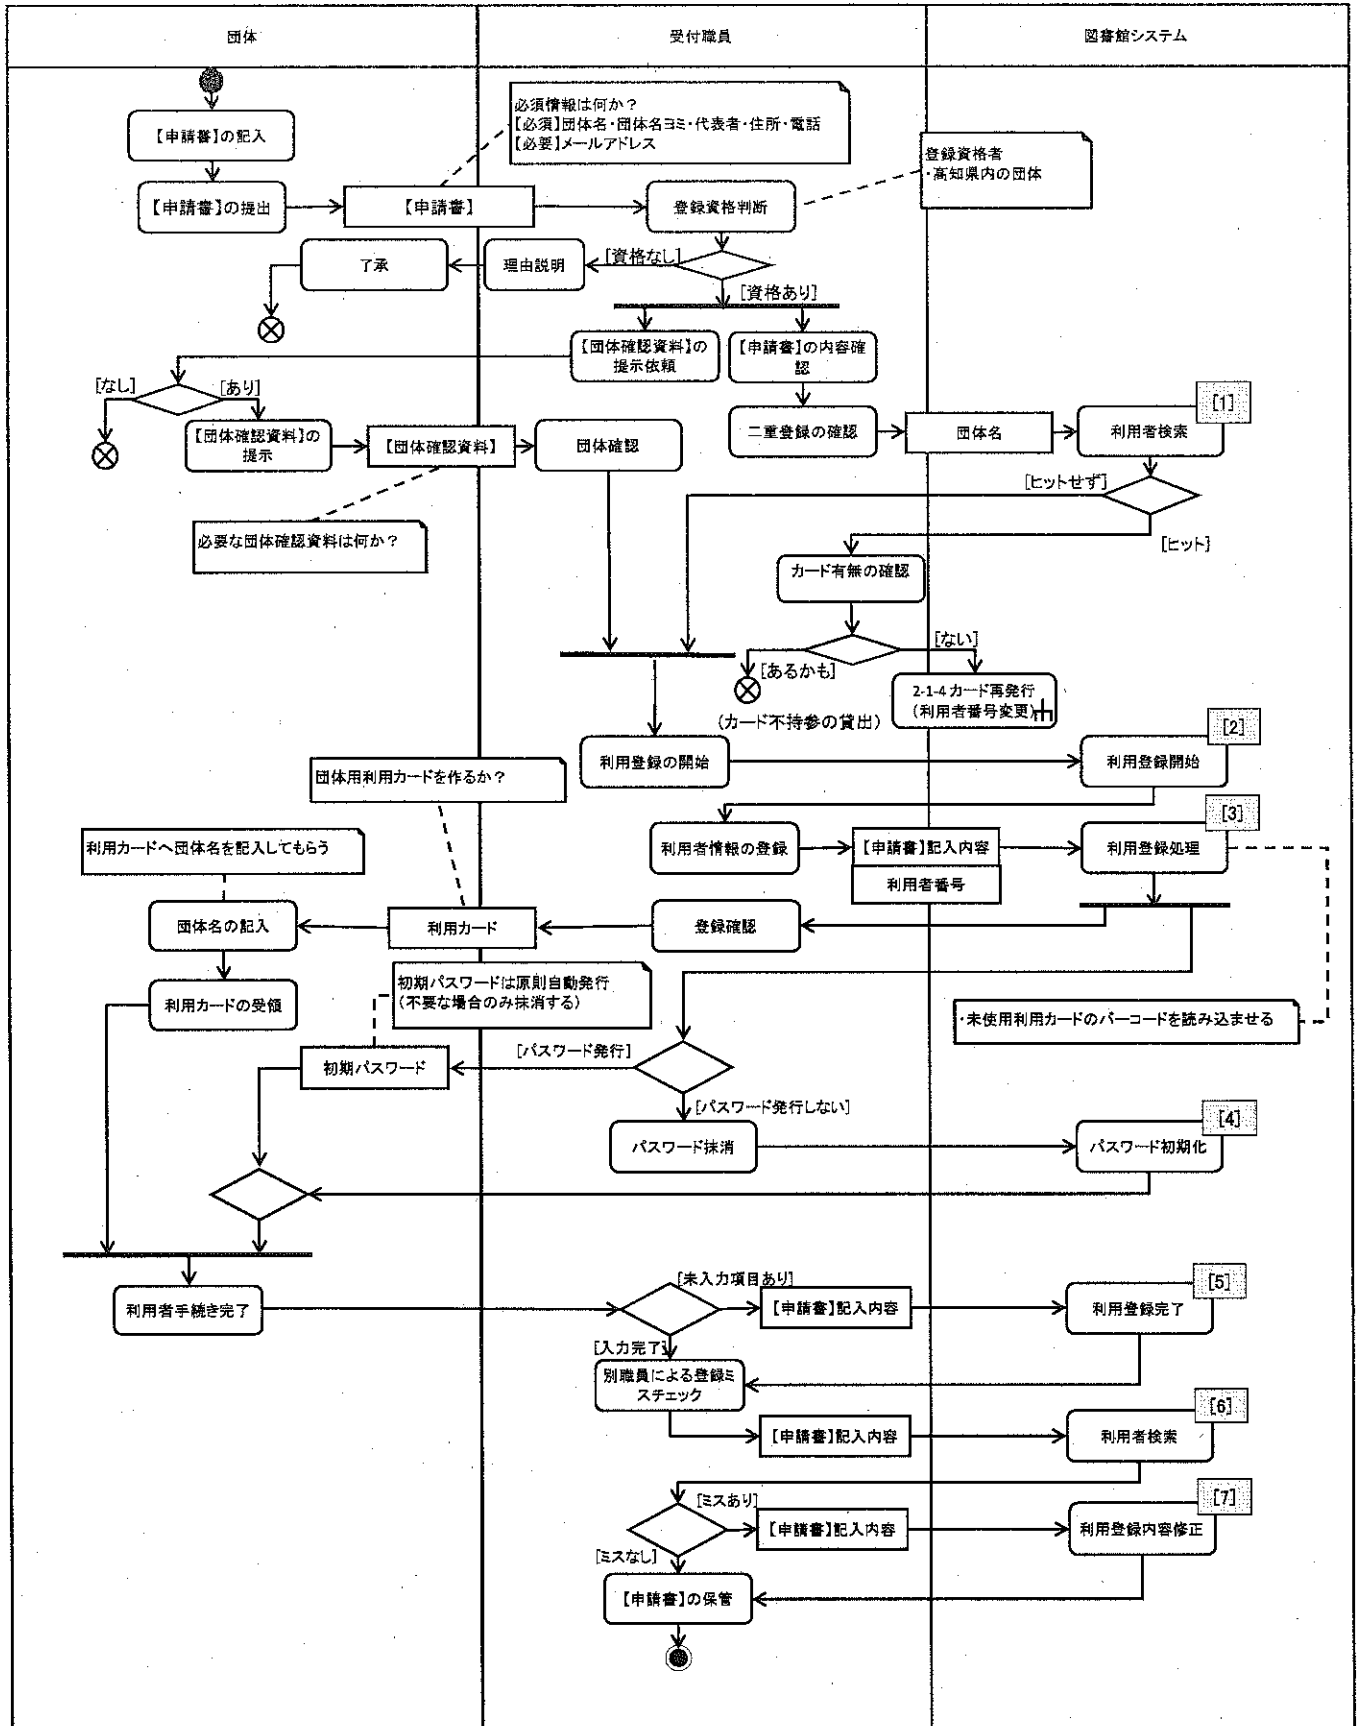 団体
受付職員
図書館システム
必須情報は何か？
【必須】団体名・団体名ヨミ・代表者・住所・電話
【必要】メールアドレス
【申請書】の記入
登録資格者
・高知県内の団体
【申請書】の提出
【申請書】
登録資格判断
[資格なし]
理由説明
了承
[資格あり]
【団体確認資料】の
提示依頼
【申請書】の内容確
認
[なし]
[あり]
[1]
【団体確認資料】の
提示
【団体確認資料】
団体確認
二重登録の確認
団体名
利用者検索
[ヒットせず]
[ヒット]
必要な団体確認資料は何か？
カード有無の確認
[ない]
[あるかも]
2-1-4 カード再発行
（利用者番号変更）
（カード不持参の貸出）
[2]
利用登録の開始
利用登録開始
団体用利用カードを作るか？
[3]
利用カードへ団体名を記入してもらう
利用者情報の登録
【申請書】記入内容
利用登録処理
利用者番号
団体名の記入
利用カード
登録確認
初期パスワードは原則自動発行
（不要な場合のみ抹消する）
利用カードの受領
・未使用利用カードのバーコードを読み込ませる
[パスワード発行]
初期パスワード
[パスワード発行しない]
[4]
パスワード抹消
パスワード初期化
[未入力項目あり]
[5]
利用者手続き完了
【申請書】記入内容
利用登録完了
[入力完了]
別職員による登録ミ
スチェック
[6]
【申請書】記入内容
利用者検索
[ミスあり]
[7]
【申請書】記入内容
利用登録内容修正
[ミスなし]
【申請書】の保管